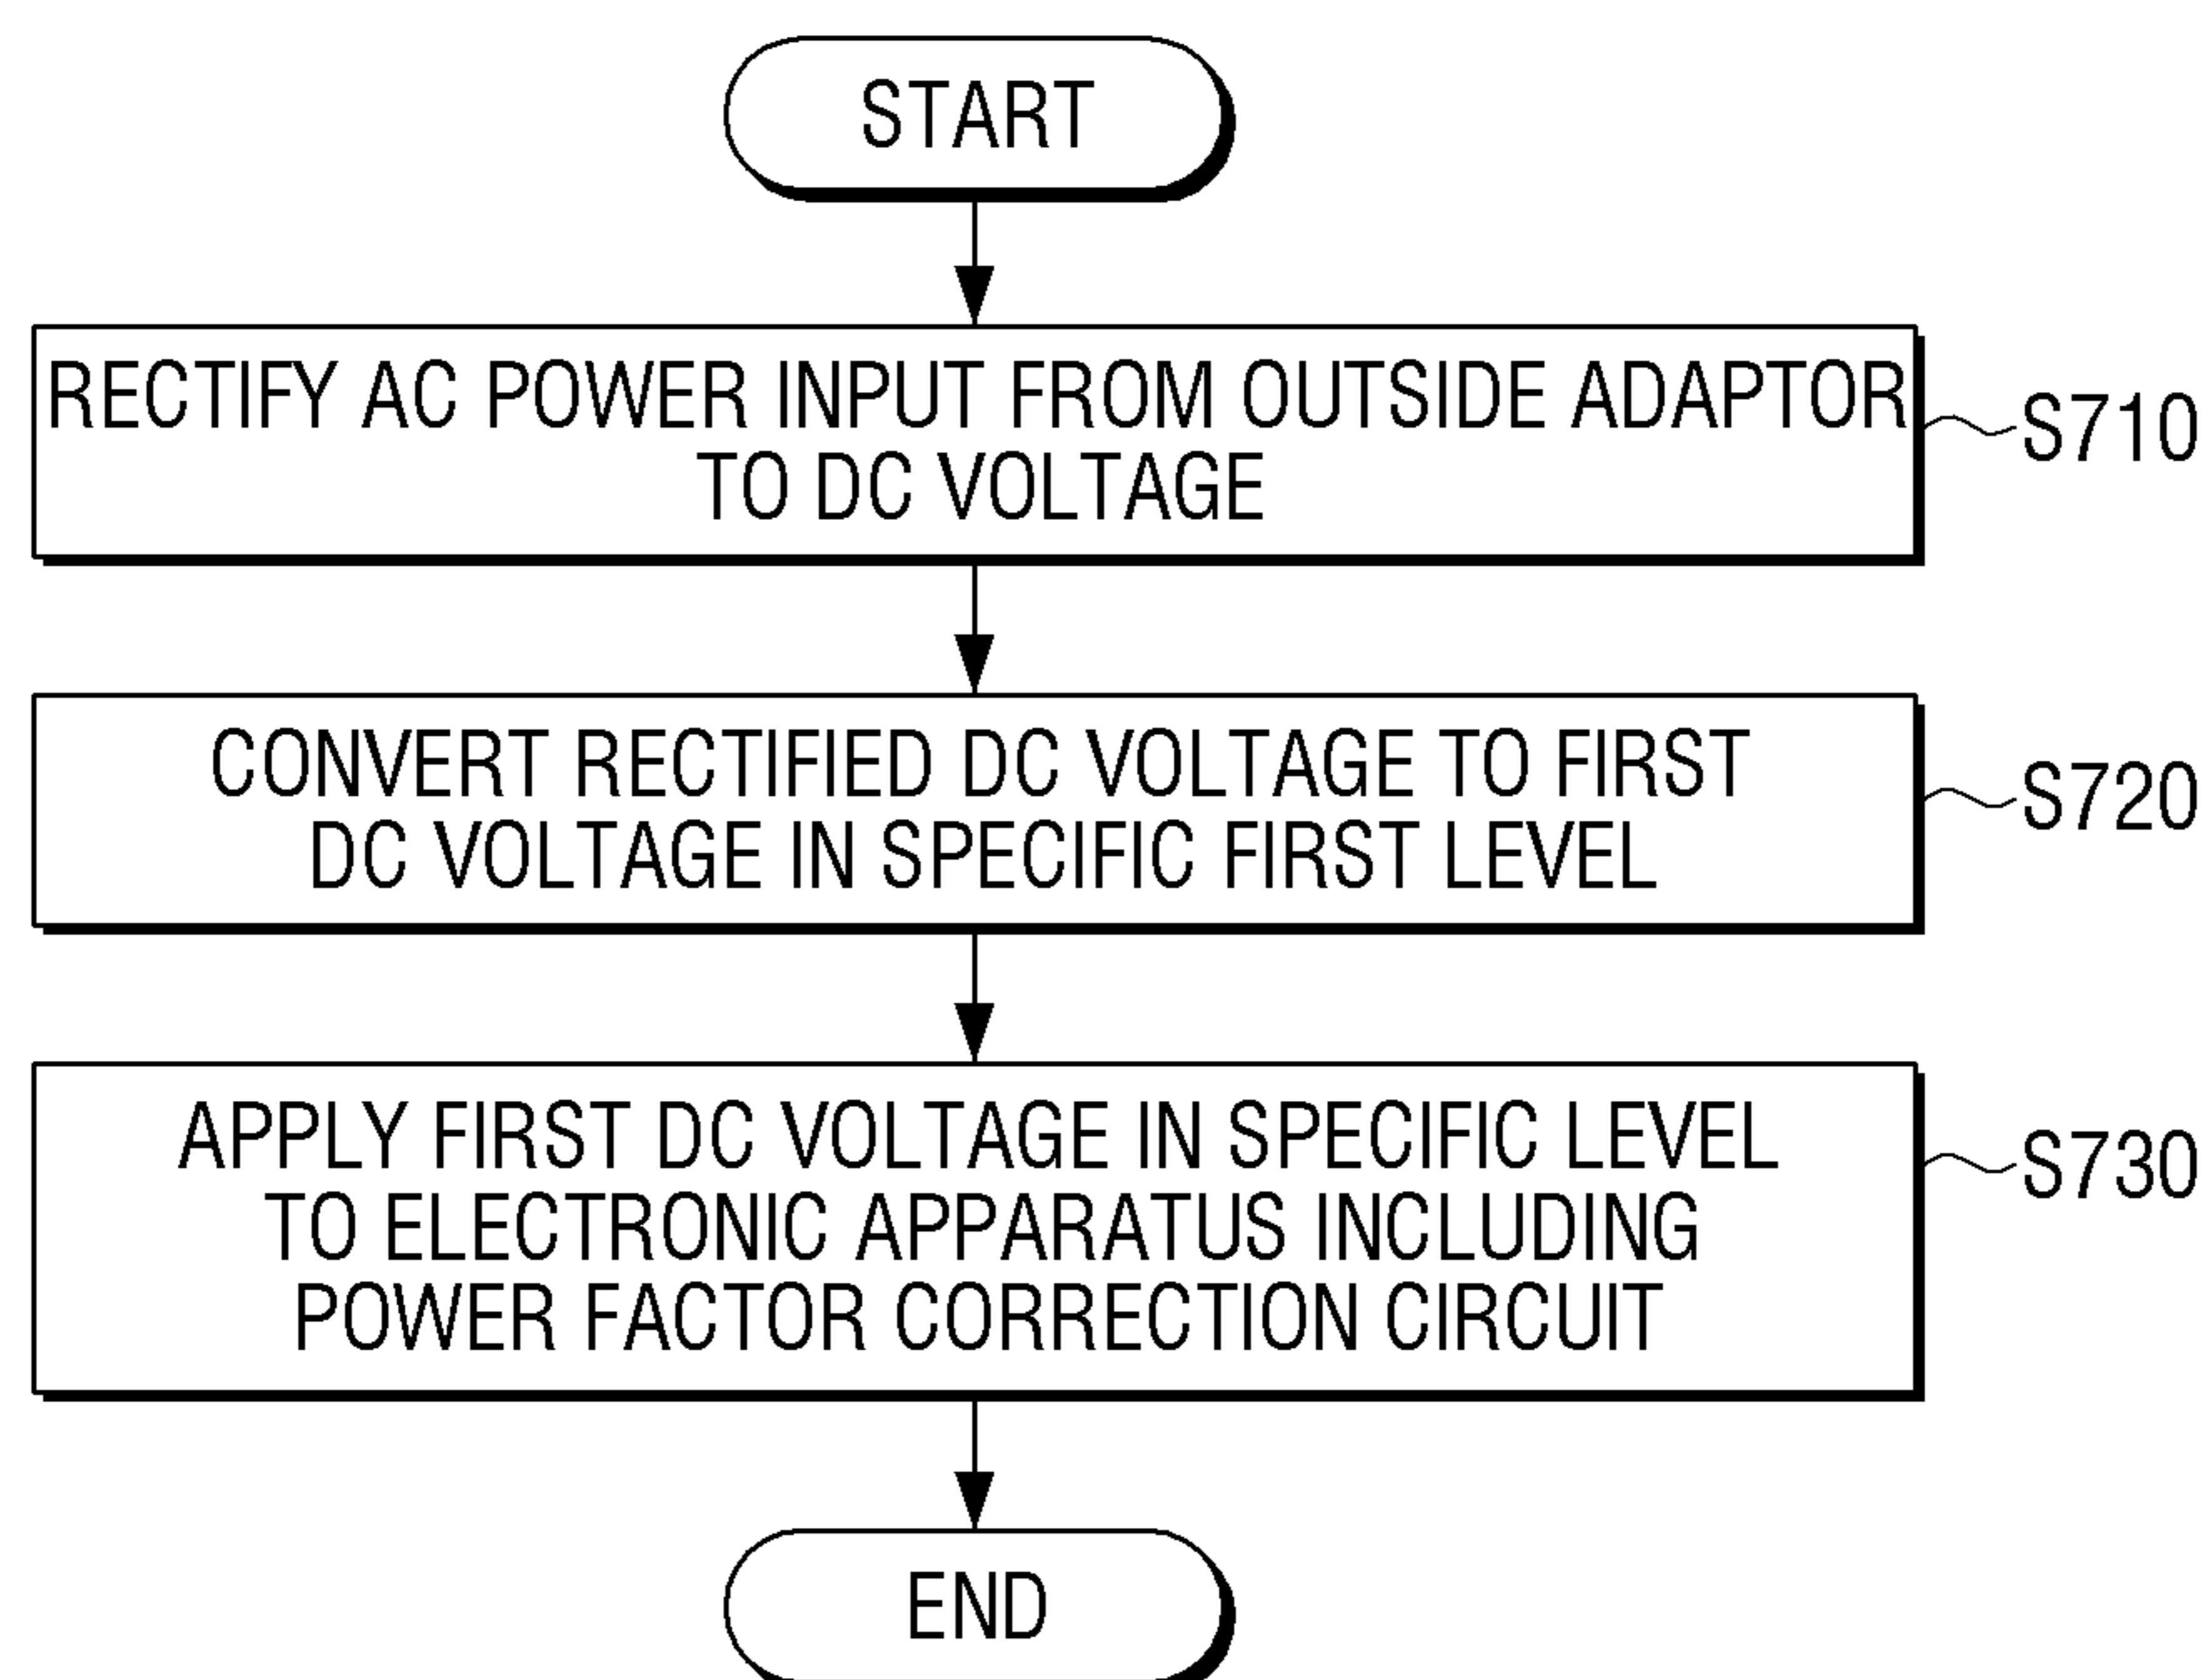 START
RECTIFY AC POWER INPUT FROM OUTSIDE ADAPTOR
TO DC VOLTAGE
S710
CONVERT RECTIFIED DC VOLTAGE TO FIRST
DC VOLTAGE IN SPECIFIC FIRST LEVEL
S720
APPLY FIRST DC VOLTAGE IN SPECIFIC LEVEL
TO ELECTRONIC APPARATUS INCLUDING
POWER FACTOR CORRECTION CIRCUIT
S730
END